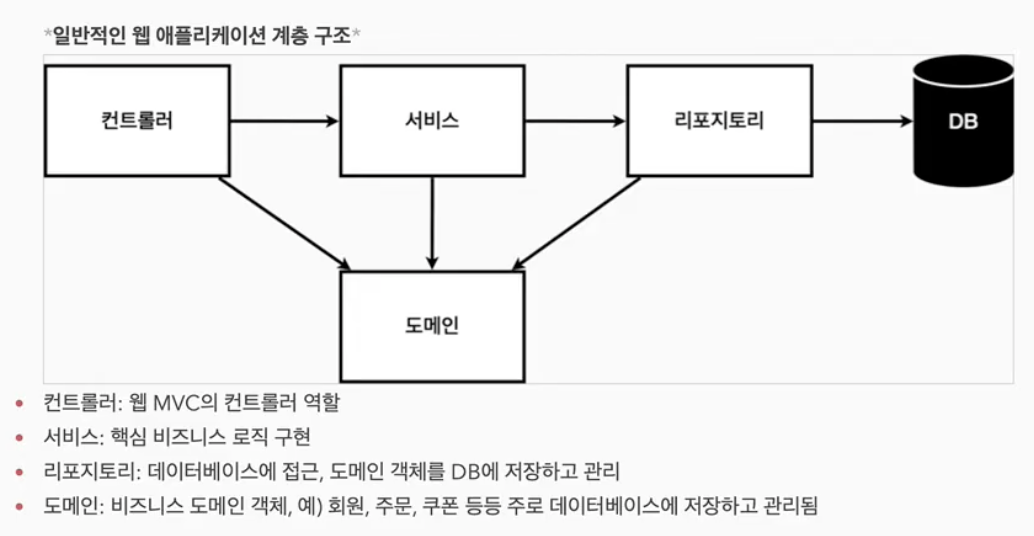 *일반적인 웹 애플리케이션 계층 구조*
컨트롤러
서비스
리포지토리
DB
도메인
• 컨트롤러: 웹 MVC의 컨트롤러 역할
• 서비스: 핵심 비즈니스 로직 구현
• 리포지토리: 데이터베이스에 접근, 도메인 객체를 DB에 저장하고 관리
• 도메인: 비즈니스 도메인 객체, 예) 회원, 주문, 쿠폰 등등 주로 데이터베이스에 저장하고 관리됨